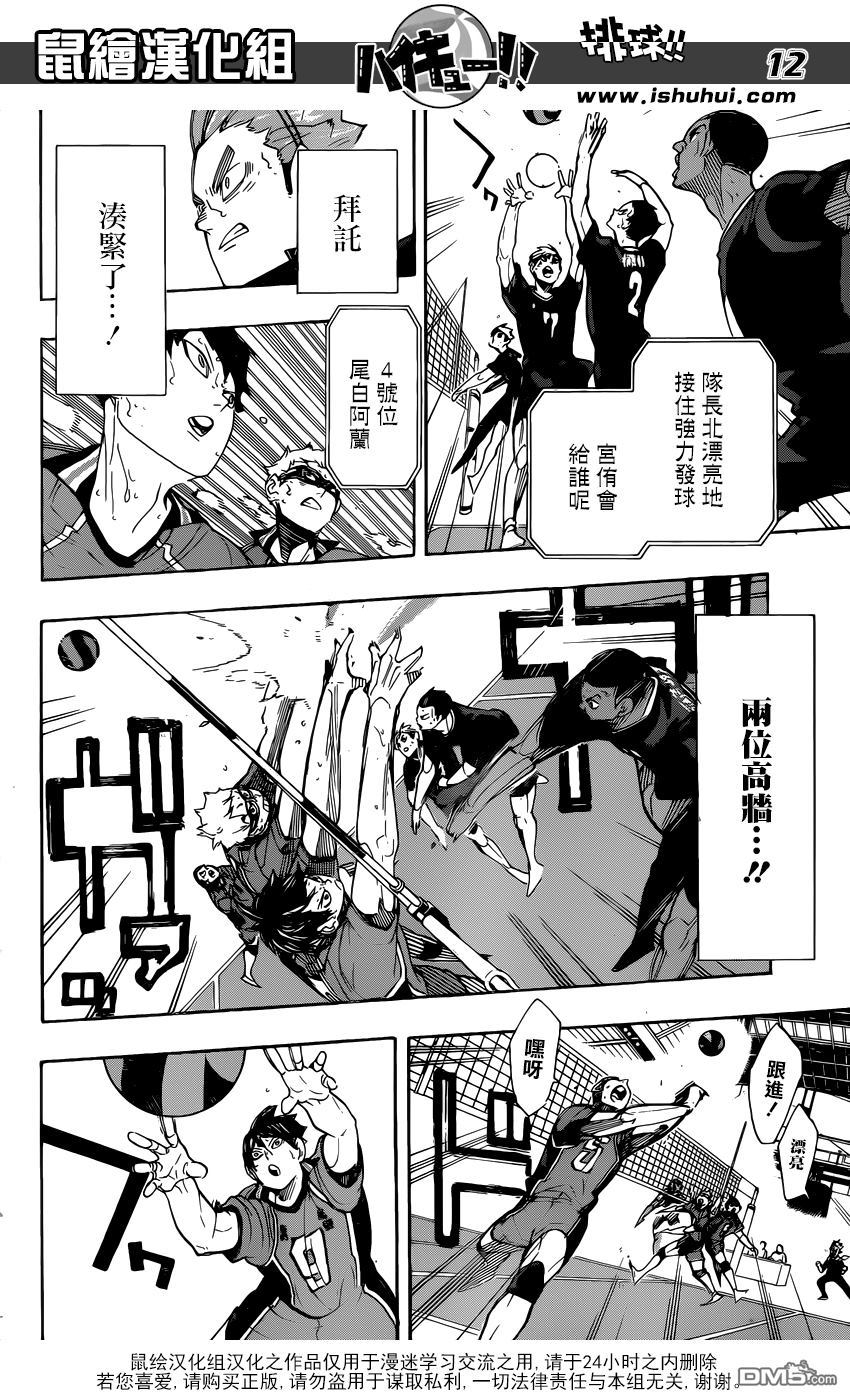 鼠繪漢化組
ハイキュー!!
排球!!
12
www.ishuhui.com
隊長北漂亮地
接住強力發球
宮侑會
給誰呢
2
4號位
尾白阿蘭
拜託
湊緊了…！
兩位高牆…!!
跟進！
漂亮
嘿呀
鼠绘汉化组汉化之作品仅用于漫迷学习交流之用,请于24小时之内删除
若您喜爱,请购买正版,请勿盗用于谋取私利,一切法律责任与本组无关,谢谢。
DM5.com